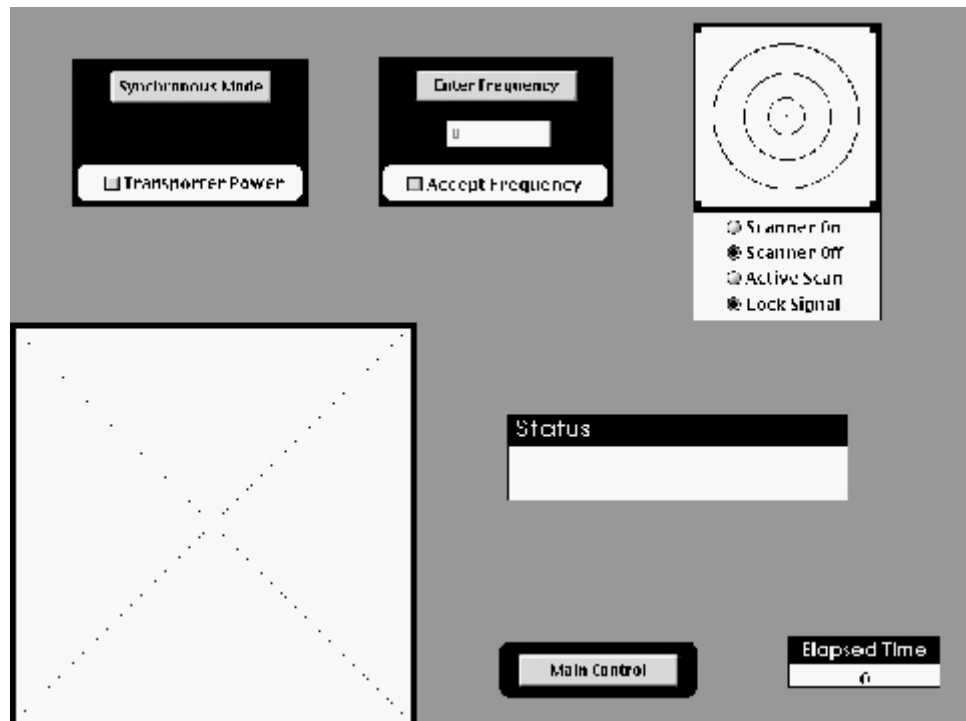 Synchronous Mode
Transporter Power
Enter Frequency
0
Accept Frequency
Scanner On
Scanner Off
Active Scan
Lock Signal
Status
Main Control
Elapsed Time
0